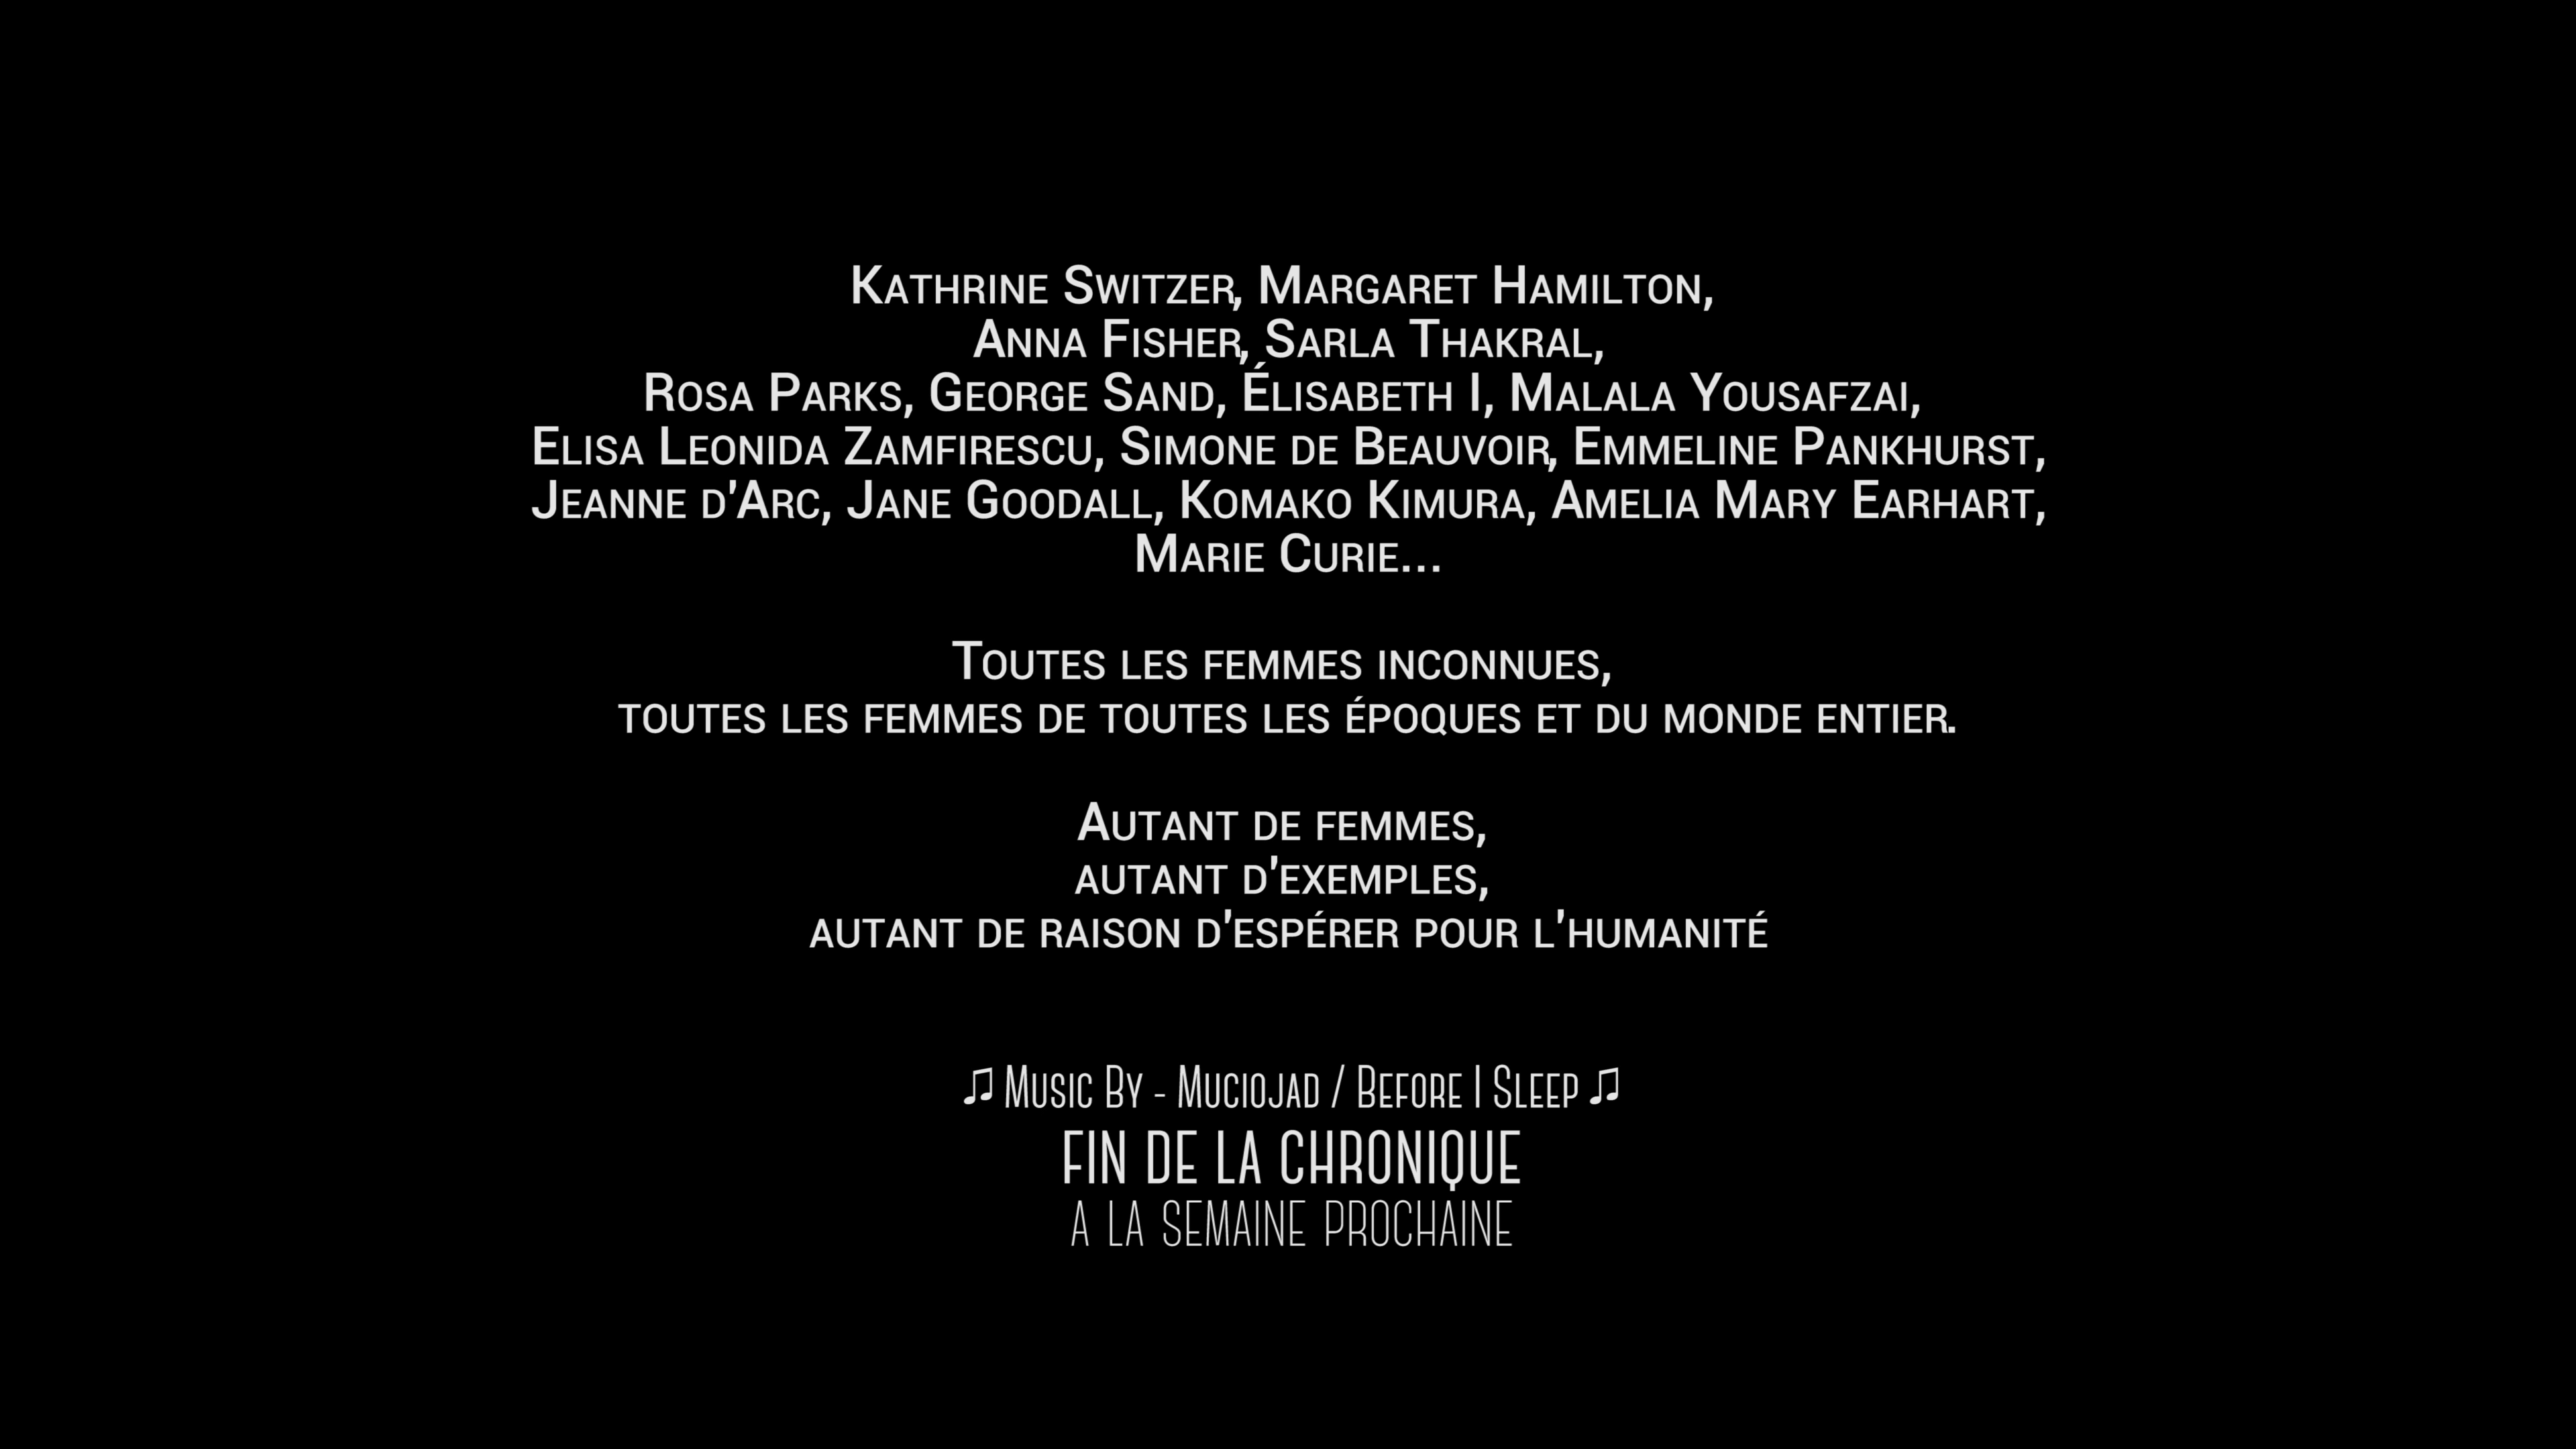 Kathrine Switzer, Margaret Hamilton,
Anna Fisher, Sarla Thakral,
Rosa Parks, George Sand, Élisabeth I, Malala Yousafzai,
Elisa Leonida Zamfirescu, Simone de Beauvoir, Emmeline Pankhurst,
Jeanne d'Arc, Jane Goodall, Komako Kimura, Amelia Mary Earhart,
Marie Curie...
Toutes les femmes inconnues,
toutes les femmes de toutes les époques et du monde entier.
Autant de femmes,
autant d'exemples,
autant de raison d'espérer pour l'humanité
♫ Music By - Muciojad / Before I Sleep ♫
FIN DE LA CHRONIQUE
A LA SEMAINE PROCHAINE